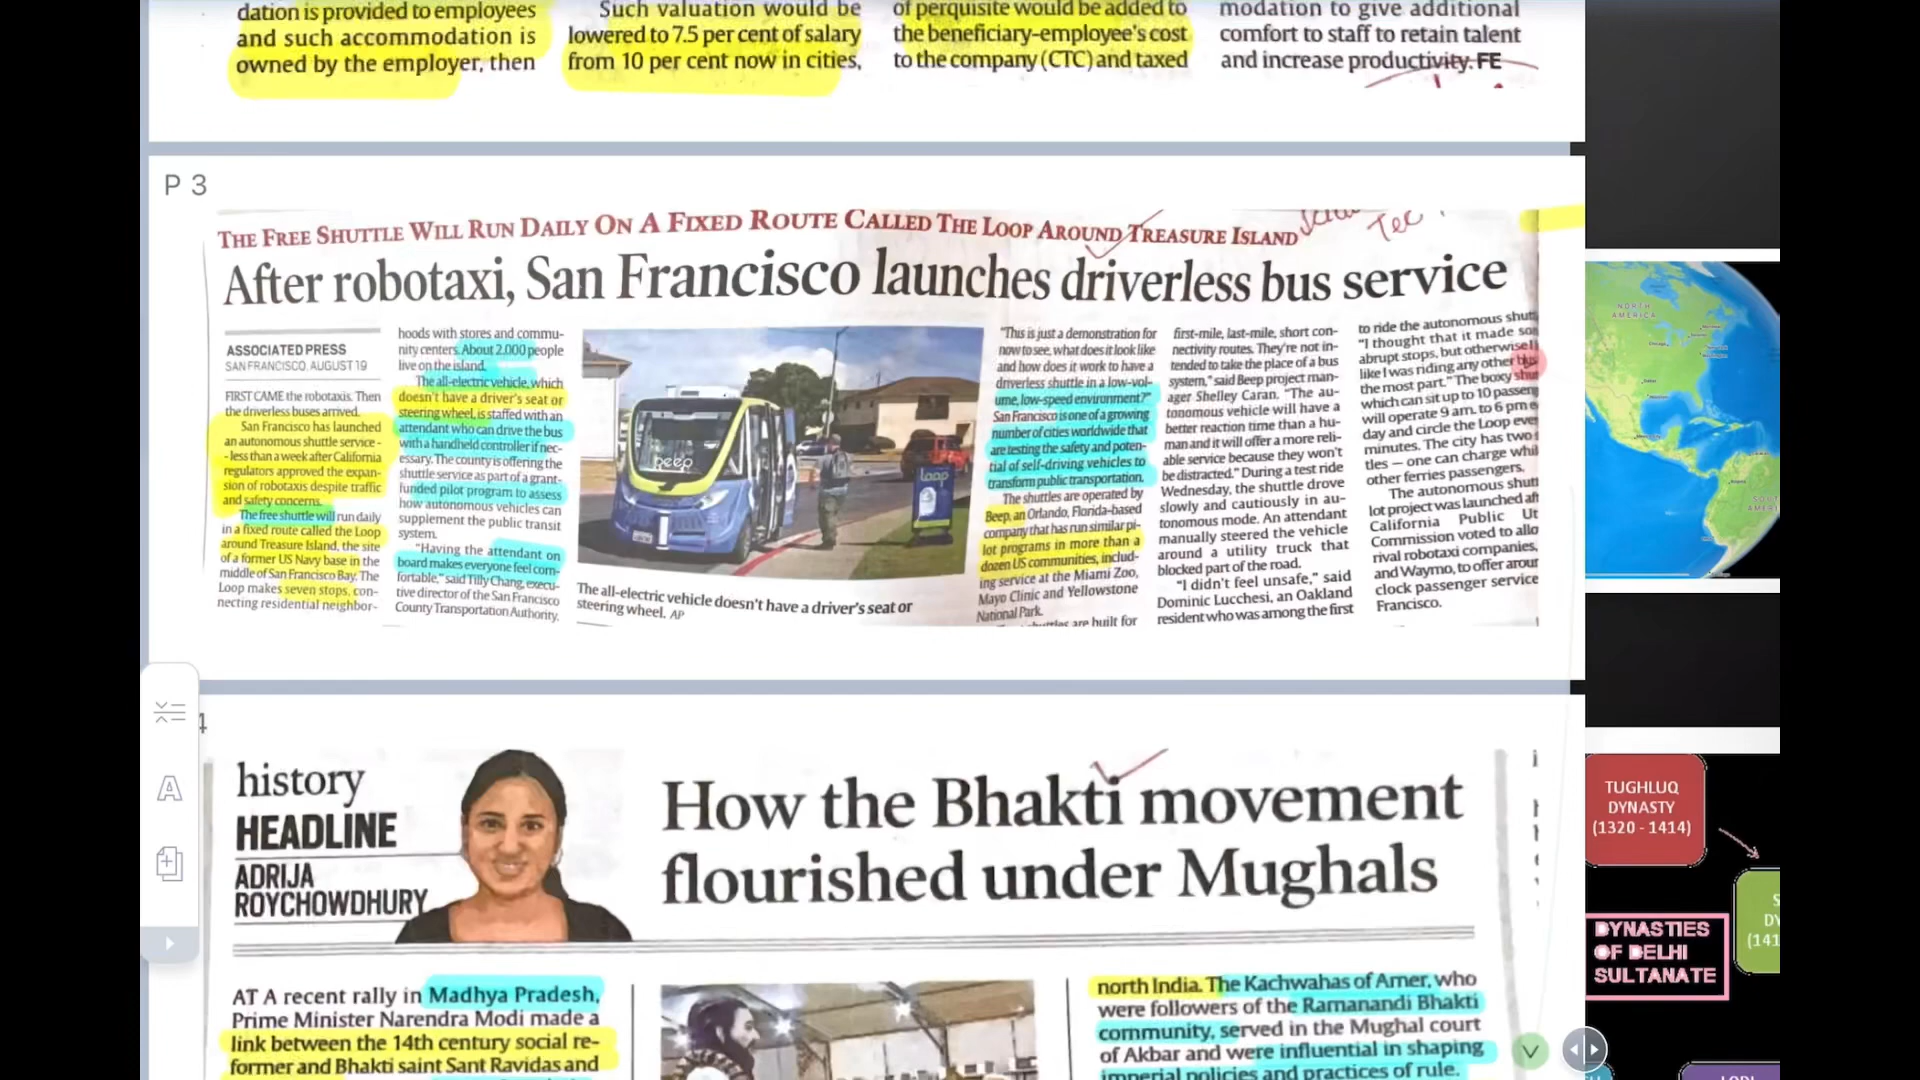 dation is provided to employees
and such accommodation is
owned by the employer, then
Such valuation would be
lowered to 7.5 per cent of salary
from 10 per cent now in cities,
of perquisite would be added to
the beneficiary-employee's cost
to the company (CTC) and taxed
modation to give additional
comfort to staff to retain talent
and increase productivity. FE
P 3
THE FREE SHUTTLE WILL RUN DAILY ON A FIXED ROUTE CALLED THE LOOP AROUND TREASURE ISLAND
Tec
After robotaxi, San Francisco launches driverless bus service
ASSOCIATED PRESS
SAN FRANCISCO, AUGUST 19
FIRST CAME the robotaxis. Then
the driverless buses arrived.
San Francisco has launched
an autonomous shuttle service -
- less than a week after California
regulators approved the expan-
sion of robotaxis despite traffic
and safety concerns.
The free shuttle will run daily
in a fixed route called the Loop
around Treasure Island, the site
of a former US Navy base in the
middle of San Francisco Bay. The
Loop makes seven stops, con-
necting residential neighbor-
hoods with stores and commu-
nity centers. About 2,000 people
live on the island.
The all-electric vehicle, which
doesn't have a driver's seat or
steering wheel, is staffed with an
attendant who can drive the bus
with a handheld controller if nec-
essary. The county is offering the
shuttle service as part of a grant-
funded pilot program to assess
how autonomous vehicles can
supplement the public transit
system.
"Having the attendant on
board makes everyone feel com-
fortable," said Tilly Chang, execu-
tive director of the San Francisco
County Transportation Authority.
beep
Loop
The all-electric vehicle doesn't have a driver's seat or
steering wheel. AP
"This is just a demonstration for
now to see, what does it look like
and how does it work to have a
driverless shuttle in a low-vol-
ume, low-speed environment?"
San Francisco is one of a growing
number of cities worldwide that
are testing the safety and poten-
tial of self-driving vehicles to
transform public transportation.
The shuttles are operated by
Beep, an Orlando, Florida-based
company that has run similar pi-
lot programs in more than a
dozen US communities, includ-
ing service at the Miami Zoo,
Mayo Clinic and Yellowstone
National Park.
are built for
first-mile, last-mile, short con-
nectivity routes. They're not in-
tended to take the place of a bus
system," said Beep project man-
ager Shelley Caran. "The au-
tonomous vehicle will have a
better reaction time than a hu-
man and it will offer a more reli-
able service because they won't
be distracted." During a test ride
Wednesday, the shuttle drove
slowly and cautiously in au-
tonomous mode. An attendant
manually steered the vehicle
around a utility truck that
blocked part of the road.
"I didn't feel unsafe," said
Dominic Lucchesi, an Oakland
resident who was among the first
to ride the autonomous shutt
"I thought that it made so
abrupt stops, but otherwise I
like I was riding any other bus
the most part." The boxy shu
which can sit up to 10 passen
will operate 9 am. to 6 pm e
day and circle the Loop eve
minutes. The city has two
tles — one can charge whil
other ferries passengers.
The autonomous shutt
lot project was launched aft
California Public Ut
Commission voted to allo
rival robotaxi companies,
and Waymo, to offer arour
clock passenger service
Francisco.
4
history
HEADLINE
ADRIJA
ROYCHOWDHURY
How the Bhakti movement
flourished under Mughals
AT A recent rally in Madhya Pradesh,
Prime Minister Narendra Modi made a
link between the 14th century social re-
former and Bhakti saint Sant Ravidas and
north India. The Kachwahas of Amer, who
were followers of the Ramanandi Bhakti
community, served in the Mughal court
of Akbar and were influential in shaping
imperial policies and practices of rule.
NORTH
AMERICA
TUGHLUQ
DYNASTY
(1320 - 1414)
S
DY
(141
DYNASTIES
OF DELHI
SULTANATE
LODI